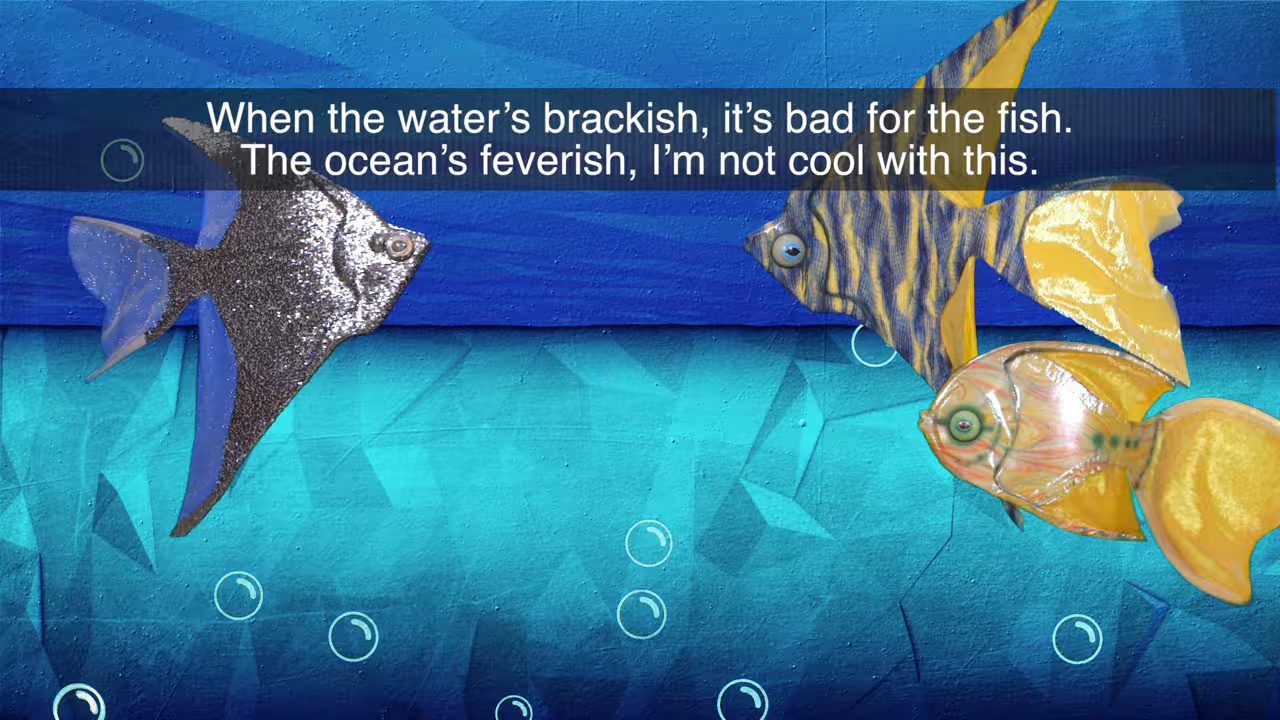 When the water’s brackish, it’s bad for the fish.
The ocean’s feverish, I’m not cool with this.